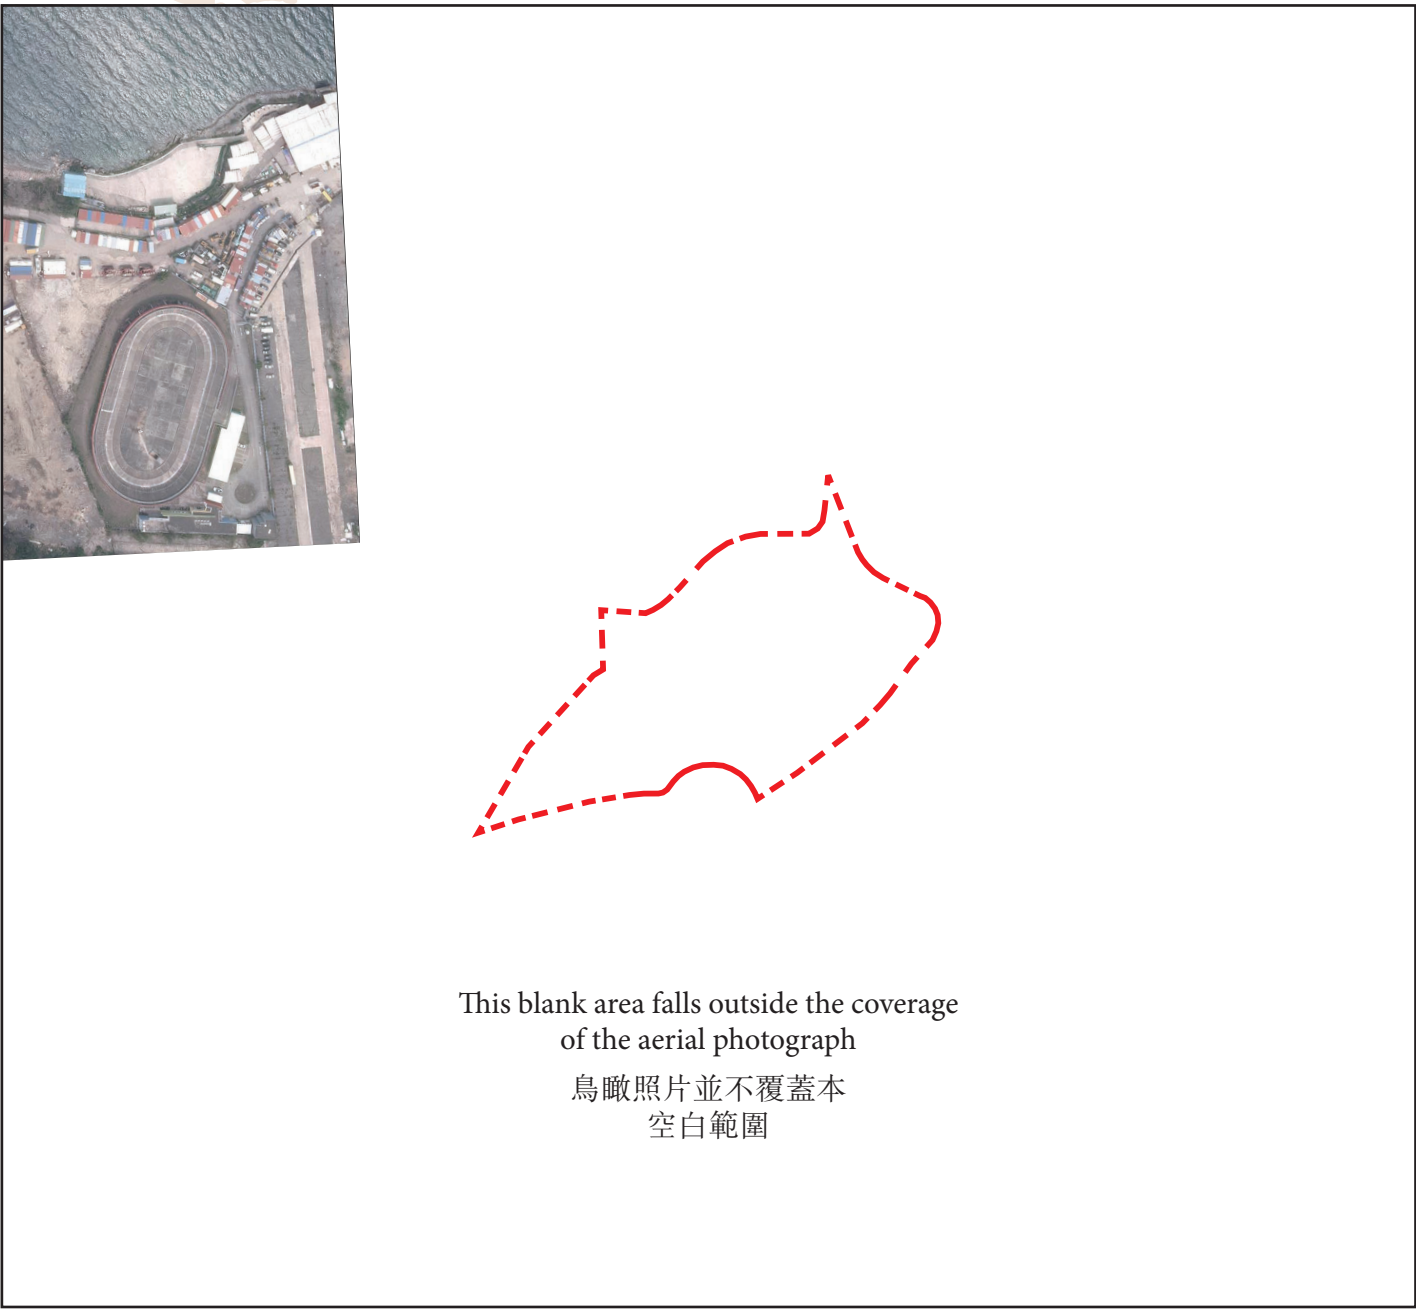 This blank area falls outside the coverage
of the aerial photograph
鳥瞰照片並不覆蓋本
空白範圍